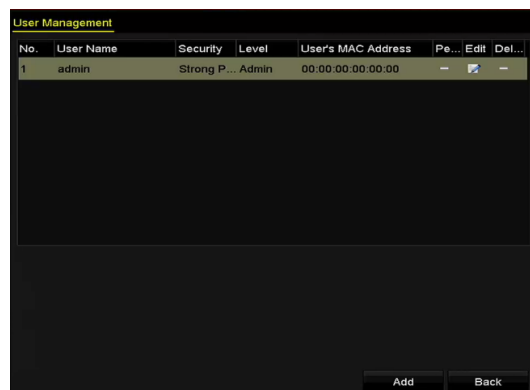 User Management
No. User Name Security Level User's MAC Address Pe... Edit Del...
1 admin Strong P... Admin 00:00:00:00:00:00 – –
Add Back